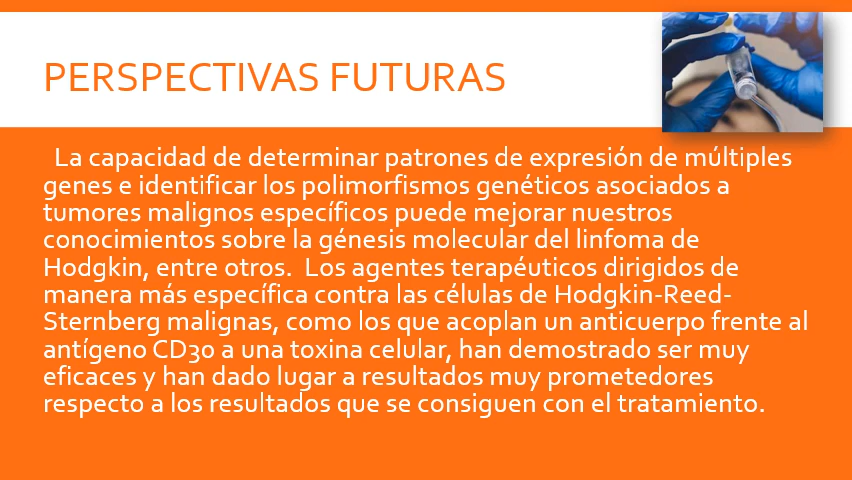 PERSPECTIVAS FUTURAS
La capacidad de determinar patrones de expresión de múltiples
genes e identificar los polimorfismos genéticos asociados a
tumores malignos específicos puede mejorar nuestros
conocimientos sobre la génesis molecular del linfoma de
Hodgkin, entre otros. Los agentes terapéuticos dirigidos de
manera más específica contra las células de Hodgkin-Reed-
Sternberg malignas, como los que acoplan un anticuerpo frente al
antígeno CD30 a una toxina celular, han demostrado ser muy
eficaces y han dado lugar a resultados muy prometedores
respecto a los resultados que se consiguen con el tratamiento.